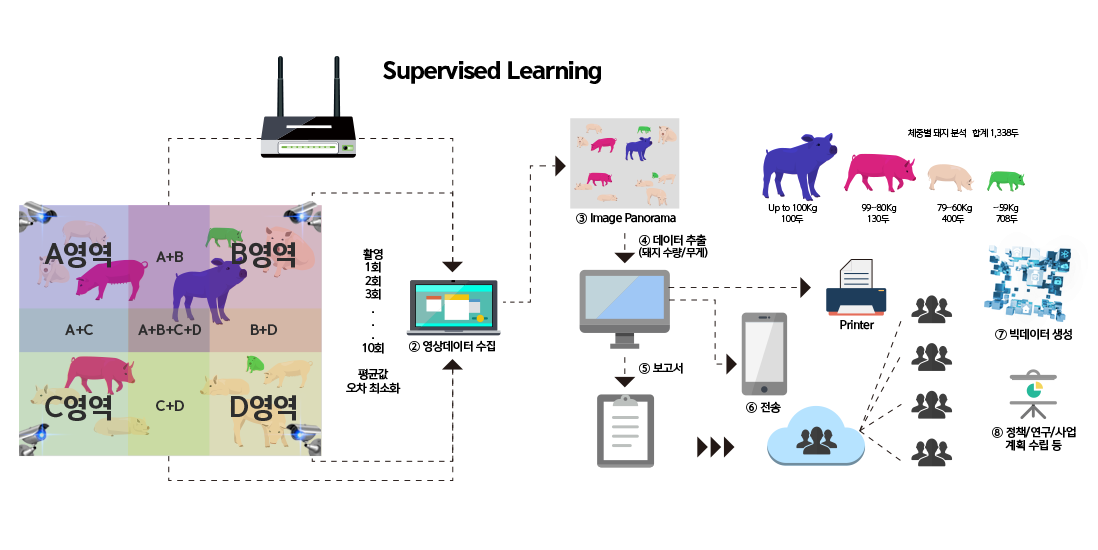 Supervised Learning
A영역
A+B
B영역
A+C
A+B+C+D
B+D
C영역
C+D
D영역
촬영
1회
2회
3회
.
.
.
10회
평균값
오차 최소화
② 영상데이터 수집
③ Image Panorama
④ 데이터 추출
(돼지 수량/무게)
⑤ 보고서
Printer
⑥ 전송
체중별 돼지 분석 합계 1,338두
Up to 100Kg
100두
99~80Kg
130두
79~60Kg
400두
~59Kg
708두
⑦ 빅데이터 생성
⑧ 정책/연구/사업
계획 수립 등